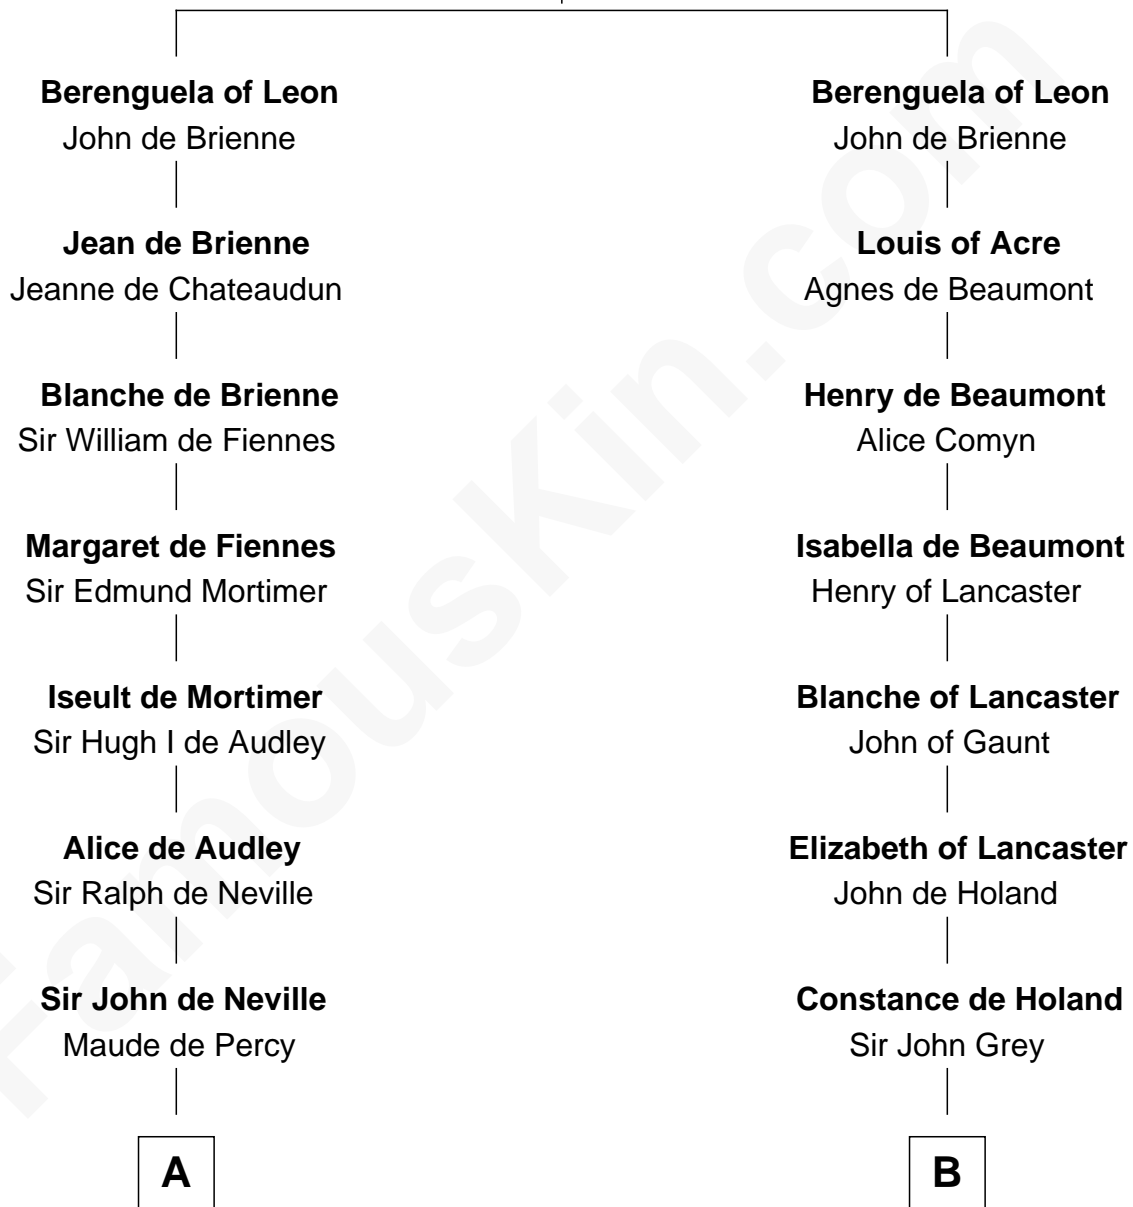 Berenguela of Leon
John de Brienne
Jean de Brienne
Jeanne de Chateaudun
Blanche de Brienne
Sir William de Fiennes
Margaret de Fiennes
Sir Edmund Mortimer
Iseult de Mortimer
Sir Hugh I de Audley
Alice de Audley
Sir Ralph de Neville
Sir John de Neville
Maude de Percy
A
Berenguela of Leon
John de Brienne
Louis of Acre
Agnes de Beaumont
Henry de Beaumont
Alice Comyn
Isabella de Beaumont
Henry of Lancaster
Blanche of Lancaster
John of Gaunt
Elizabeth of Lancaster
John de Holand
Constance de Holand
Sir John Grey
B
FamousKin.com